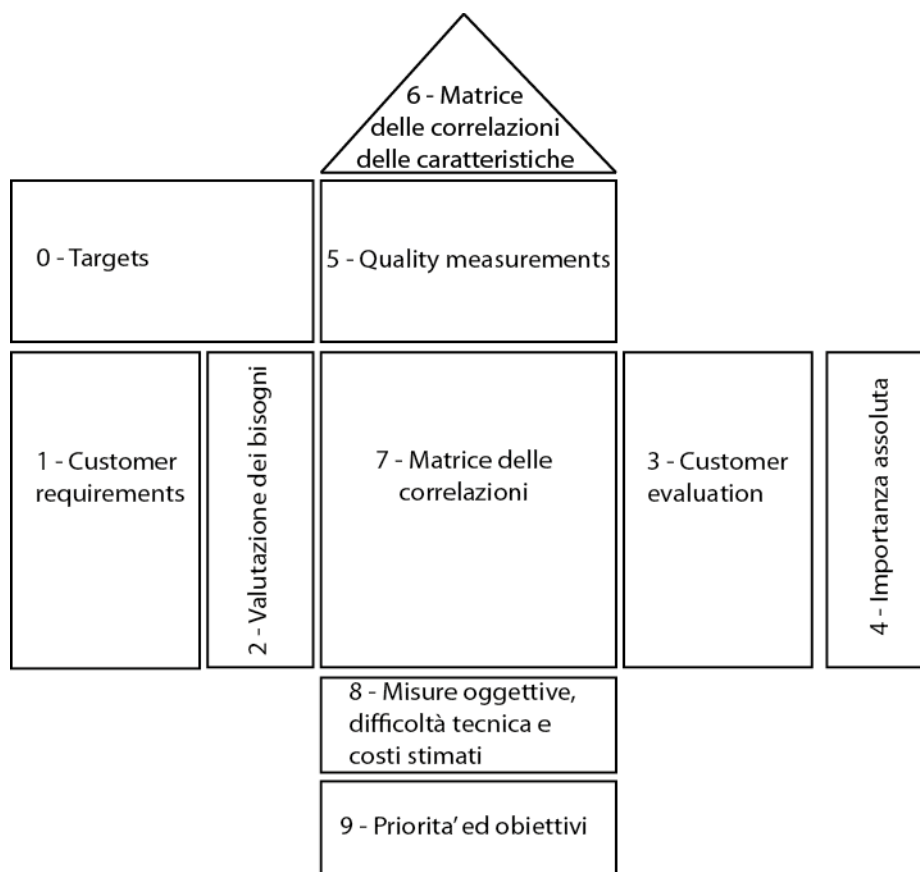 6 - Matrice
delle correlazioni
delle caratteristiche
0 - Targets
5 - Quality measurements
1 - Customer
requirements
2 - Valutazione dei bisogni
7 - Matrice delle
correlazioni
3 - Customer
evaluation
4 - Importanza assoluta
8 - Misure oggettive,
difficoltà tecnica e
costi stimati
9 - Priorita' ed obiettivi